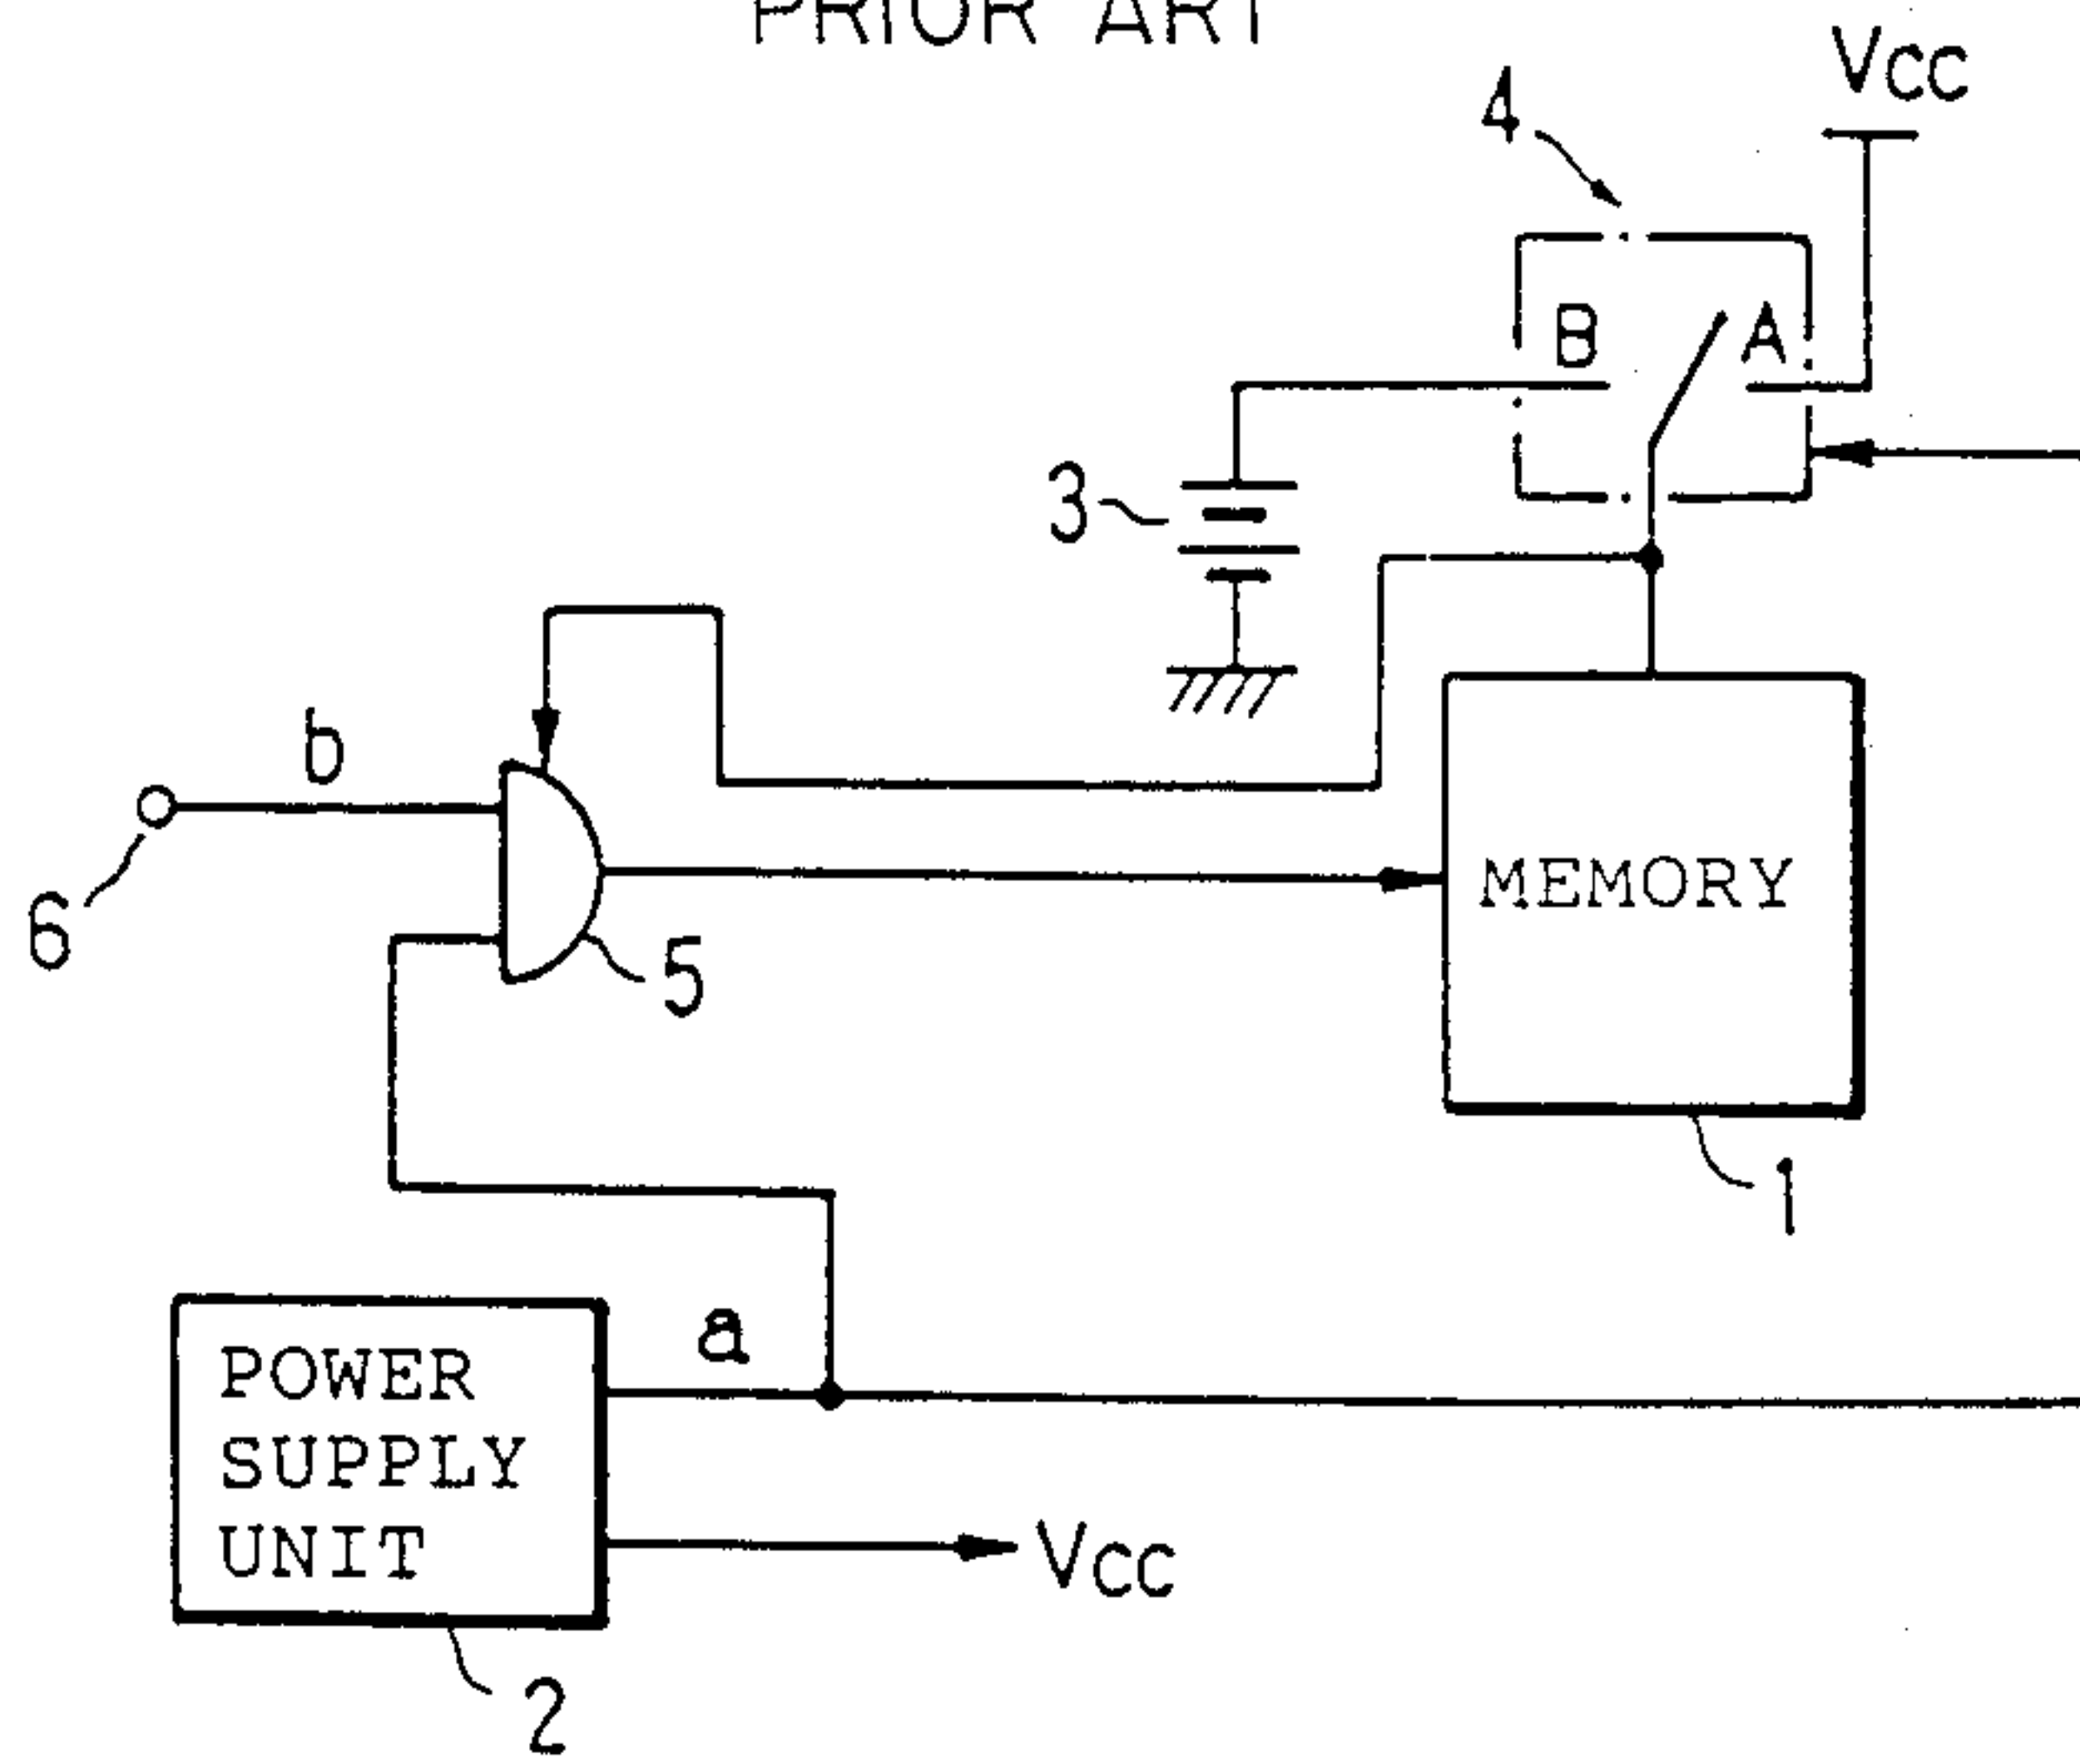 PRIOR ART
VCC
4
B A
3
b
MEMORY
6
5
1
a
POWER
SUPPLY
UNIT
VCC
2